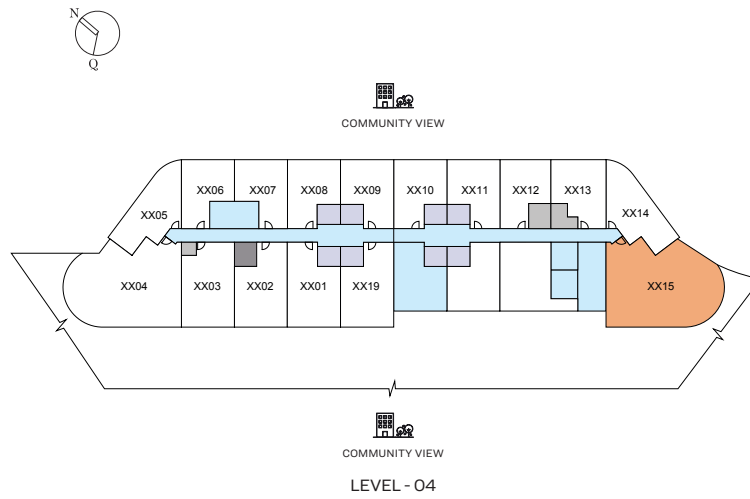 N
Q
COMMUNITY VIEW
XX06 XX07 XX08 XX09 XX10 XX11 XX12 XX13
XX05 XX14
XX04 XX03 XX02 XX01 XX19 XX15
COMMUNITY VIEW
LEVEL - 04